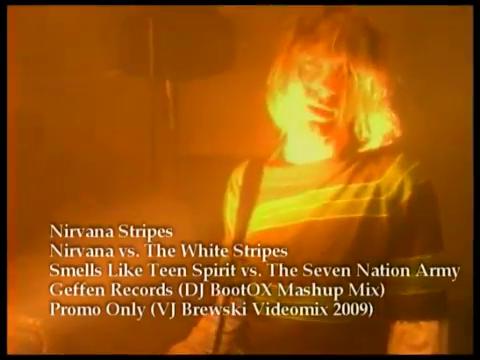 Nirvana Stripes
Nirvana vs. The White Stripes
Smells Like Teen Spirit vs. The Seven Nation Army
Geffen Records (DJ BootOX Mashup Mix)
Promo Only (VJ Brewski Videomix 2009)